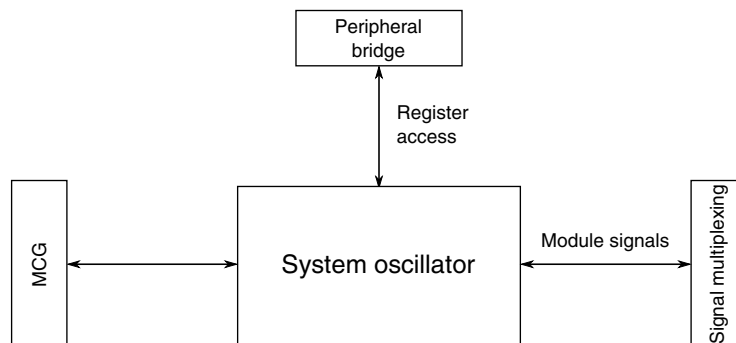 Peripheral
bridge
Register
access
MCG
System oscillator
Module signals
Signal multiplexing